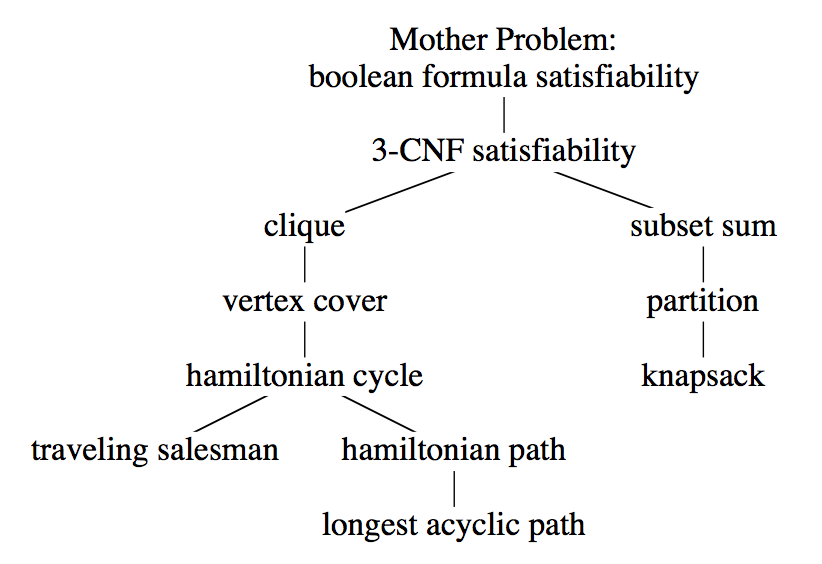 Mother Problem:
boolean formula satisfiability
3-CNF satisfiability
clique
subset sum
vertex cover
partition
hamiltonian cycle
knapsack
traveling salesman
hamiltonian path
longest acyclic path